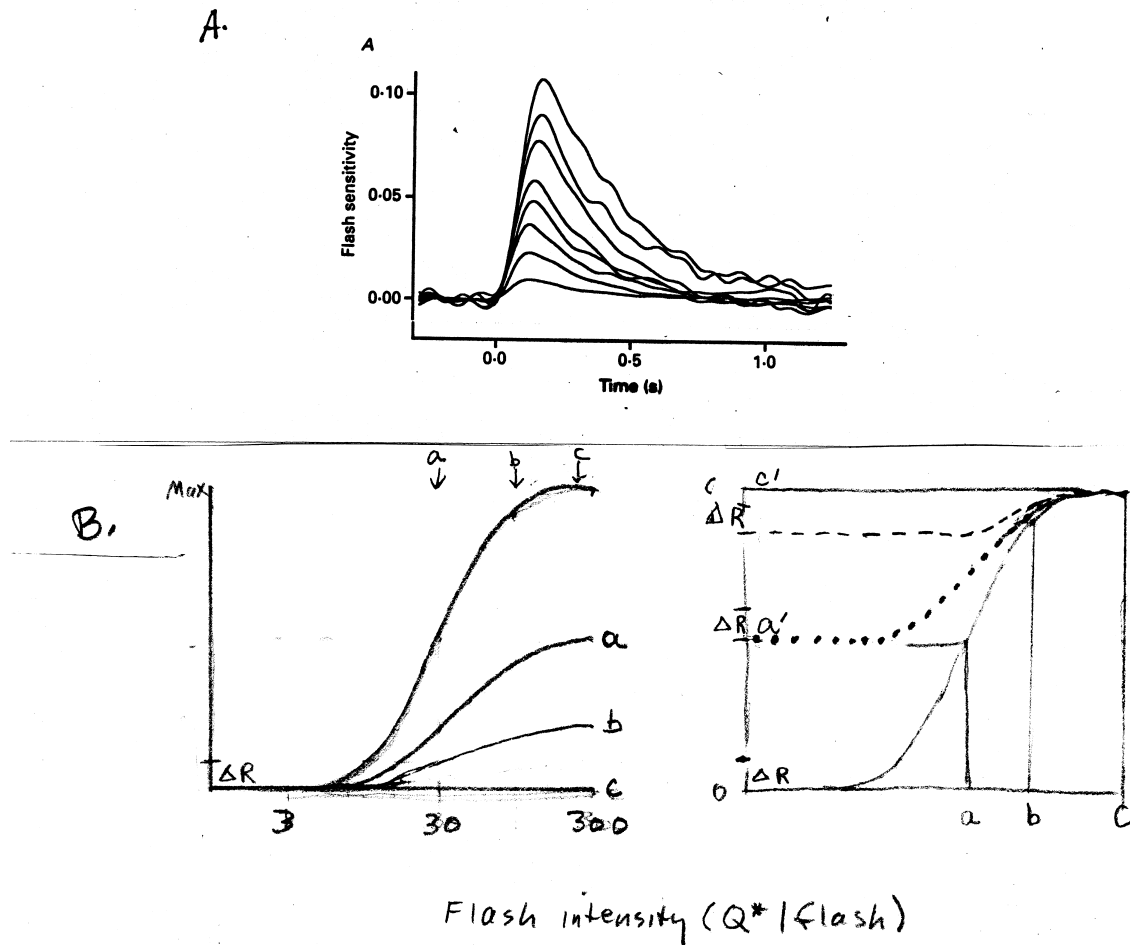 A.
A
0·10
0·05
0·00
Flash sensitivity
0·0 0·5 1·0
Time (s)
B.
a b c
Max
a
b
c
ΔR
3 30 300
c c'
ΔR
ΔR a'
ΔR
0
a b C
Flash intensity (Q* / flash)